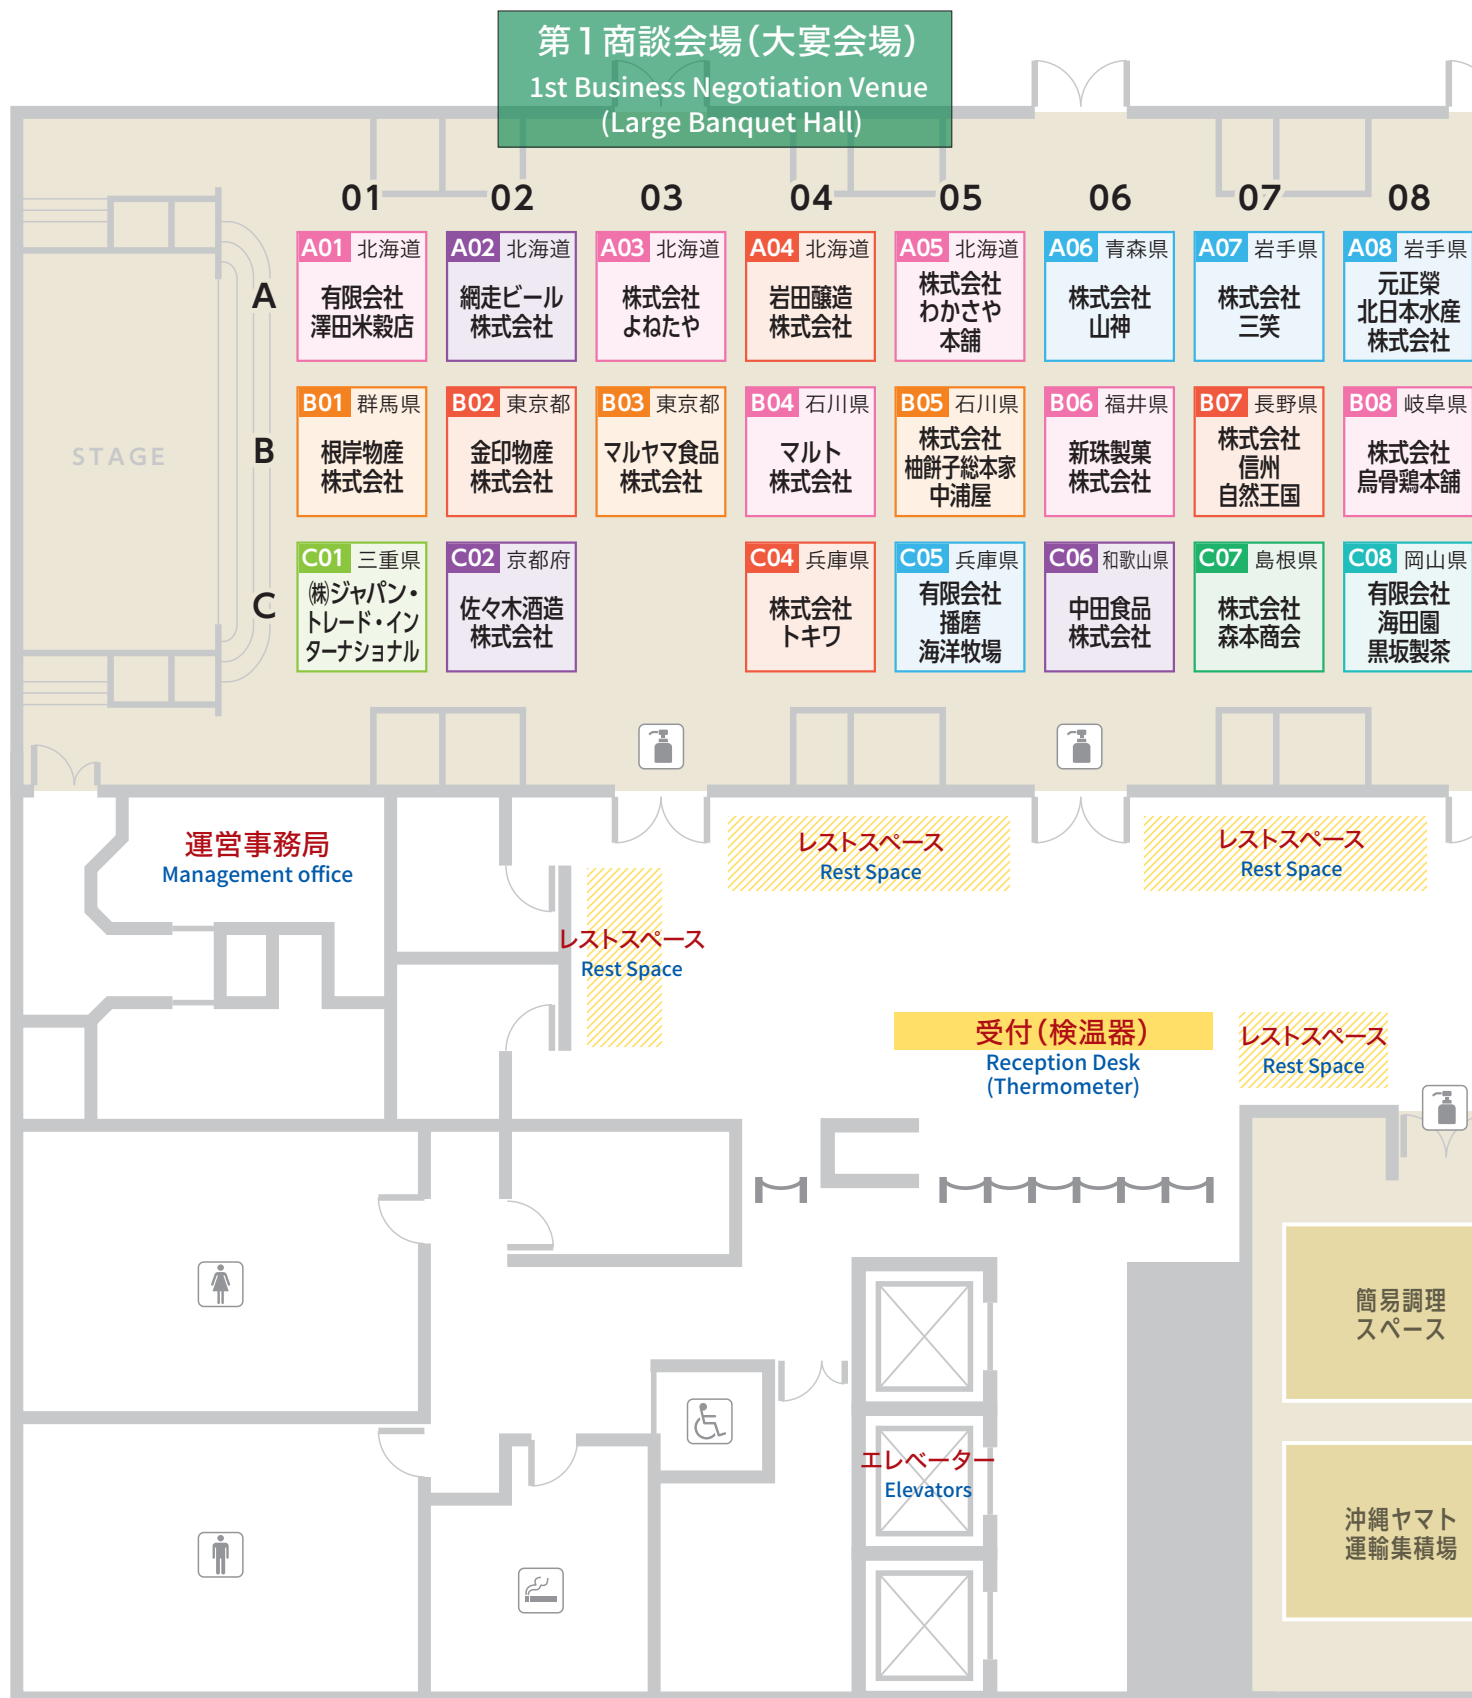 第1商談会場(大宴会場)
1st Business Negotiation Venue
(Large Banquet Hall)
01 02 03 04 05 06 07 08
A
A01 北海道
有限会社
澤田米穀店
A02 北海道
網走ビール
株式会社
A03 北海道
株式会社
よねたや
A04 北海道
岩田醸造
株式会社
A05 北海道
株式会社
わかさや
本舗
A06 青森県
株式会社
山神
A07 岩手県
株式会社
三笑
A08 岩手県
元正榮
北日本水産
株式会社
STAGE
B
B01 群馬県
根岸物産
株式会社
B02 東京都
金印物産
株式会社
B03 東京都
マルヤマ食品
株式会社
B04 石川県
マルト
株式会社
B05 石川県
株式会社
柚餅子総本家
中浦屋
B06 福井県
新珠製菓
株式会社
B07 長野県
株式会社
信州
自然王国
B08 岐阜県
株式会社
烏骨鶏本舗
C
C01 三重県
㈱ジャパン・
トレード・イン
ターナショナル
C02 京都府
佐々木酒造
株式会社
C04 兵庫県
株式会社
トキワ
C05 兵庫県
有限会社
播磨
海洋牧場
C06 和歌山県
中田食品
株式会社
C07 島根県
株式会社
森本商会
C08 岡山県
有限会社
海田園
黒坂製茶
運営事務局
Management office
レストスペース
Rest Space
レストスペース
Rest Space
レストスペース
Rest Space
受付(検温器)
Reception Desk
(Thermometer)
レストスペース
Rest Space
簡易調理
スペース
エレベーター
Elevators
沖縄ヤマト
運輸集積場